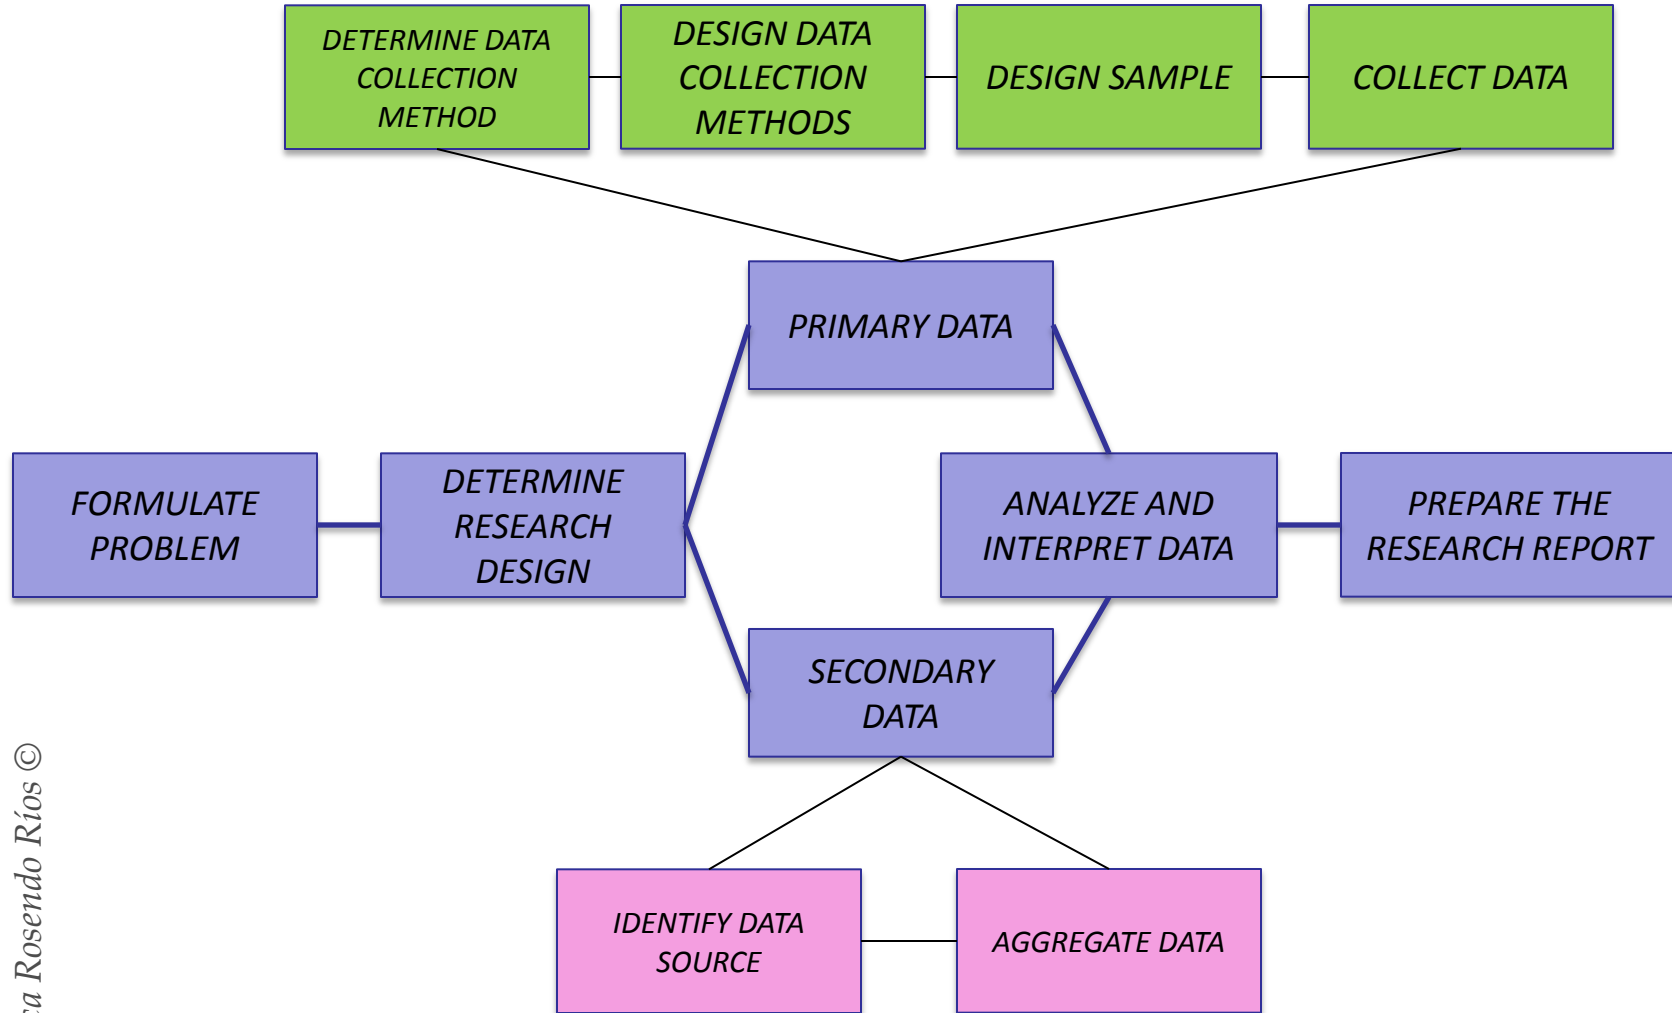 DETERMINE DATA
COLLECTION
METHOD
DESIGN DATA
COLLECTION
METHODS
DESIGN SAMPLE
COLLECT DATA
PRIMARY DATA
FORMULATE
PROBLEM
DETERMINE
RESEARCH
DESIGN
ANALYZE AND
INTERPRET DATA
PREPARE THE
RESEARCH REPORT
SECONDARY
DATA
IDENTIFY DATA
SOURCE
AGGREGATE DATA
Rosendo Ríos ©